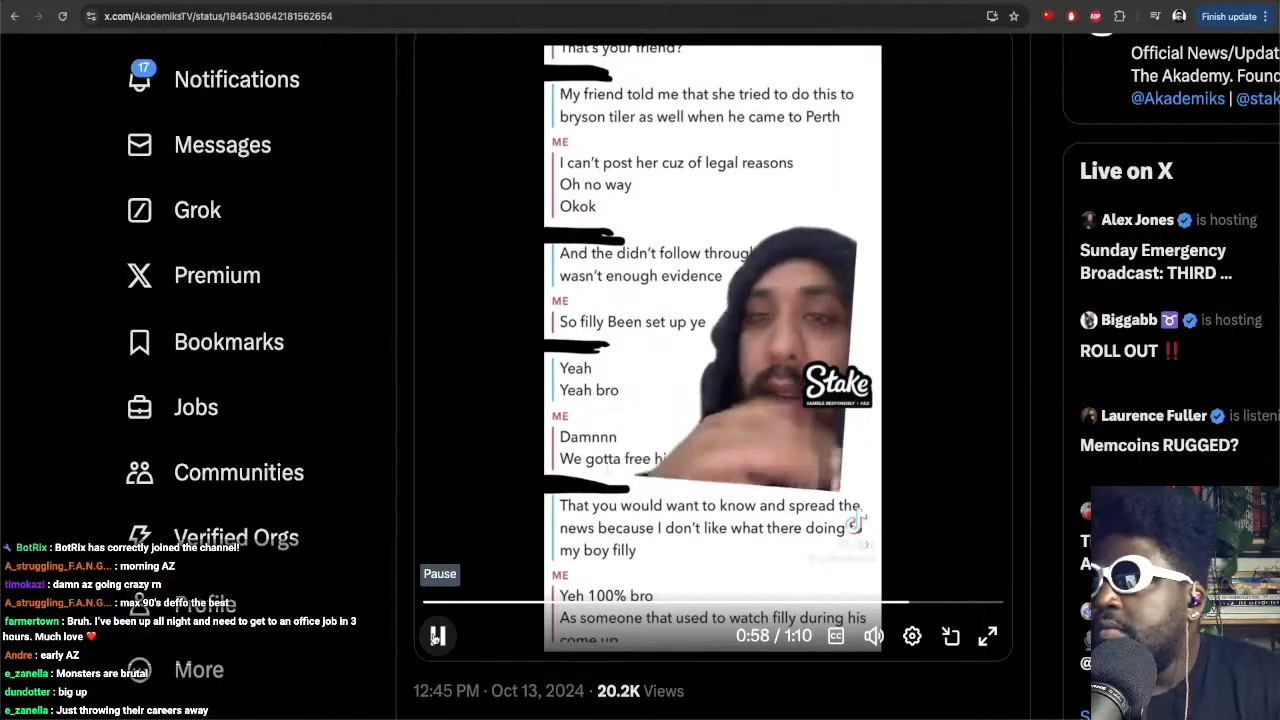 x.com/AkademiksTV/status/1845430642181562654
Finish update
17
Notifications
Messages
Grok
Premium
Bookmarks
Jobs
Communities
Verified Orgs
Profile
More
BotRix : BotRix has correctly joined the channel!
A_struggling_F.A.N.G... : morning AZ
timokazi : damn az going crazy rn
A_struggling_F.A.N.G... : max 90's deffo the best
farmertown : Bruh. I've been up all night and need to get to an office job in 3
hours. Much love ❤️
Andre : early AZ
e_zanella : Monsters are brutal
dundotter : big up
e_zanella : Just throwing their careers away
That's your friend?
My friend told me that she tried to do this to
bryson tiler as well when he came to Perth
ME
I can't post her cuz of legal reasons
Oh no way
Okok
And the didn't follow through
wasn't enough evidence
ME
So filly Been set up ye
Yeah
Yeah bro
ME
Damnnn
We gotta free hi
That you would want to know and spread the
news because I don't like what there doing
my boy filly
ME
Yeh 100% bro
As someone that used to watch filly during his
come up
Stake
GAMBLE RESPONSIBLY | #AD
Pause
0:58 / 1:10
CC
12:45 PM · Oct 13, 2024 · 20.2K Views
Official News/Updat
The Akademy. Found
@Akademiks | @stak
Live on X
Alex Jones is hosting
Sunday Emergency
Broadcast: THIRD ...
Biggabb ♉ is hosting
ROLL OUT ‼️
Laurence Fuller is listeni
Memcoins RUGGED?